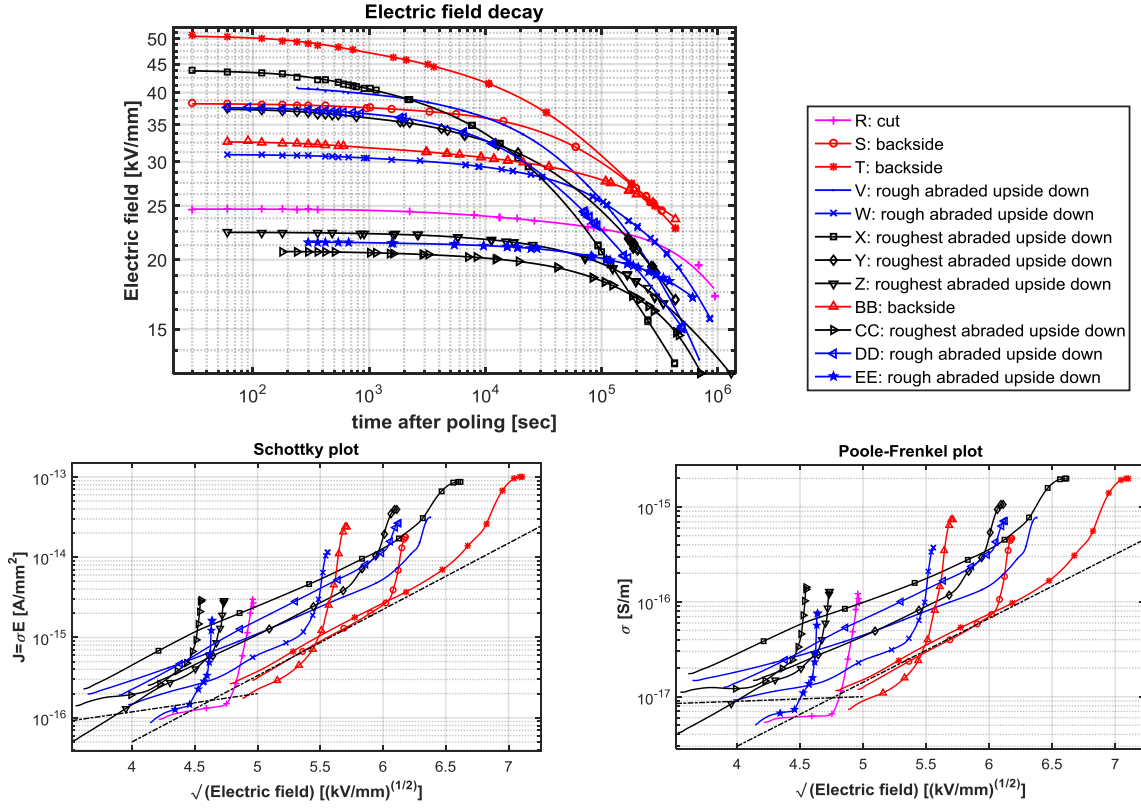 Electric field decay
Electric field [kV/mm]
50
45
40
35
30
25
20
15
10^2
10^3
10^4
10^5
10^6
time after poling [sec]
R: cut
S: backside
T: backside
V: rough abraded upside down
W: rough abraded upside down
X: roughest abraded upside down
Y: roughest abraded upside down
Z: roughest abraded upside down
BB: backside
CC: roughest abraded upside down
DD: rough abraded upside down
EE: rough abraded upside down
Schottky plot
J=σE [A/mm^2]
10^-13
10^-14
10^-15
10^-16
4
4.5
5
5.5
6
6.5
7
√(Electric field) [(kV/mm)^(1/2)]
Poole-Frenkel plot
σ [S/m]
10^-15
10^-16
10^-17
4
4.5
5
5.5
6
6.5
7
√(Electric field) [(kV/mm)^(1/2)]